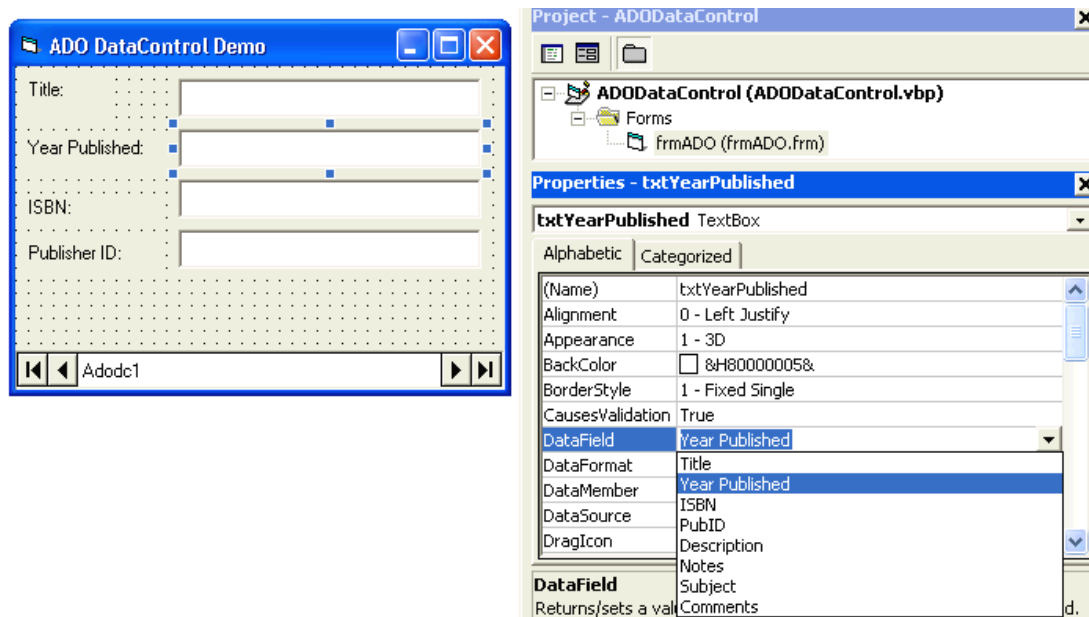 ADO DataControl Demo
Title:
Year Published:
ISBN:
Publisher ID:
Adodc1
Project - ADODataControl
ADODataControl (ADODataControl.vbp)
Forms
frmADO (frmADO.frm)
Properties - txtYearPublished
txtYearPublished TextBox
Alphabetic Categorized
(Name) txtYearPublished
Alignment 0 - Left Justify
Appearance 1 - 3D
BackColor &H80000005&
BorderStyle 1 - Fixed Single
CausesValidation True
DataField Year Published
DataFormat Title
DataMember Year Published
DataSource ISBN
PubID
DragIcon Description
Notes
DataField Subject
Returns/sets a val Comments d.